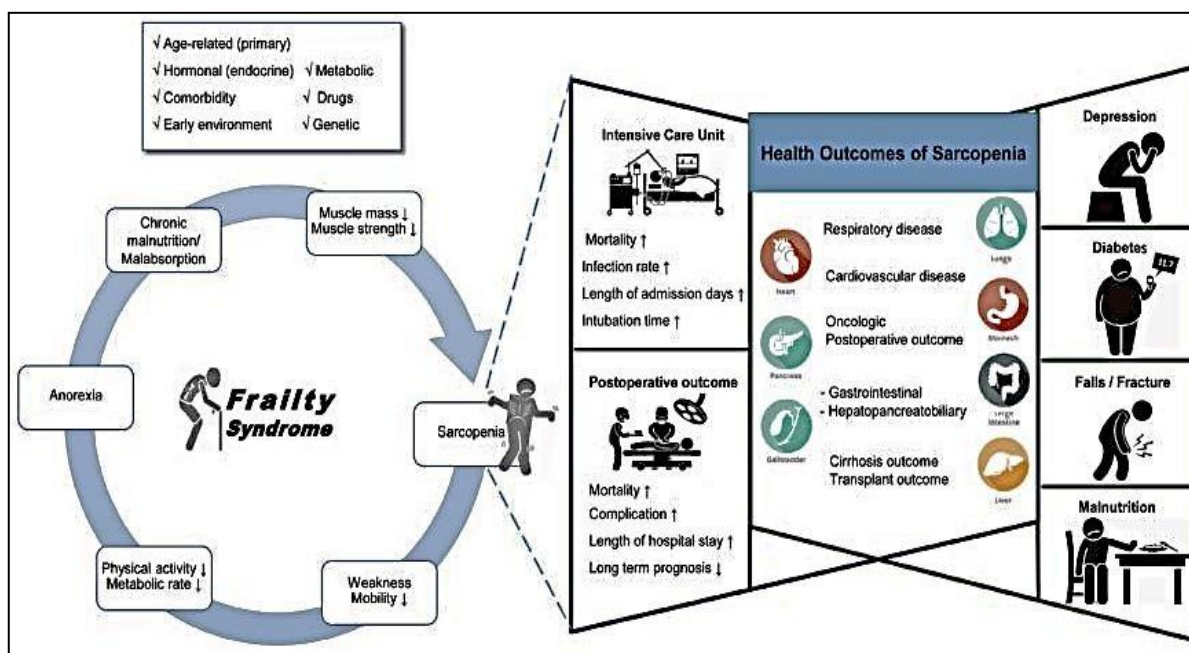 √ Age-related (primary)
√ Hormonal (endocrine) √ Metabolic
√ Comorbidity √ Drugs
√ Early environment √ Genetic
Chronic
malnutrition/
Malabsorption
Muscle mass ↓
Muscle strength ↓
Anorexia
Frailty
Syndrome
Sarcopenia
Physical activity ↓
Metabolic rate ↓
Weakness
Mobility ↓
Intensive Care Unit
Mortality ↑
Infection rate ↑
Length of admission days ↑
Intubation time ↑
Postoperative outcome
Mortality ↑
Complication ↑
Length of hospital stay ↑
Long term prognosis ↓
Health Outcomes of Sarcopenia
Respiratory disease
Lungs
Heart
Cardiovascular disease
Stomach
Oncologic
Postoperative outcome
Pancreas
- Gastrointestinal
- Hepatopancreatobiliary
Large
Intestine
Gallbladder
Cirrhosis outcome
Transplant outcome
Liver
Depression
Diabetes
Falls / Fracture
Malnutrition